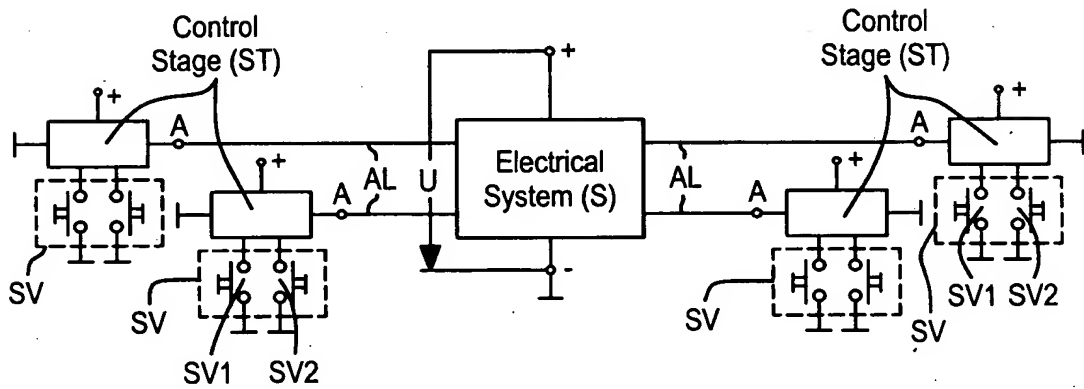 Control
Stage (ST)
+
Control
Stage (ST)
+
A
+
A
+
Electrical
System (S)
AL
U
AL
A
+
A
+
-
SV
SV
SV1
SV2
SV
SV
SV1
SV2